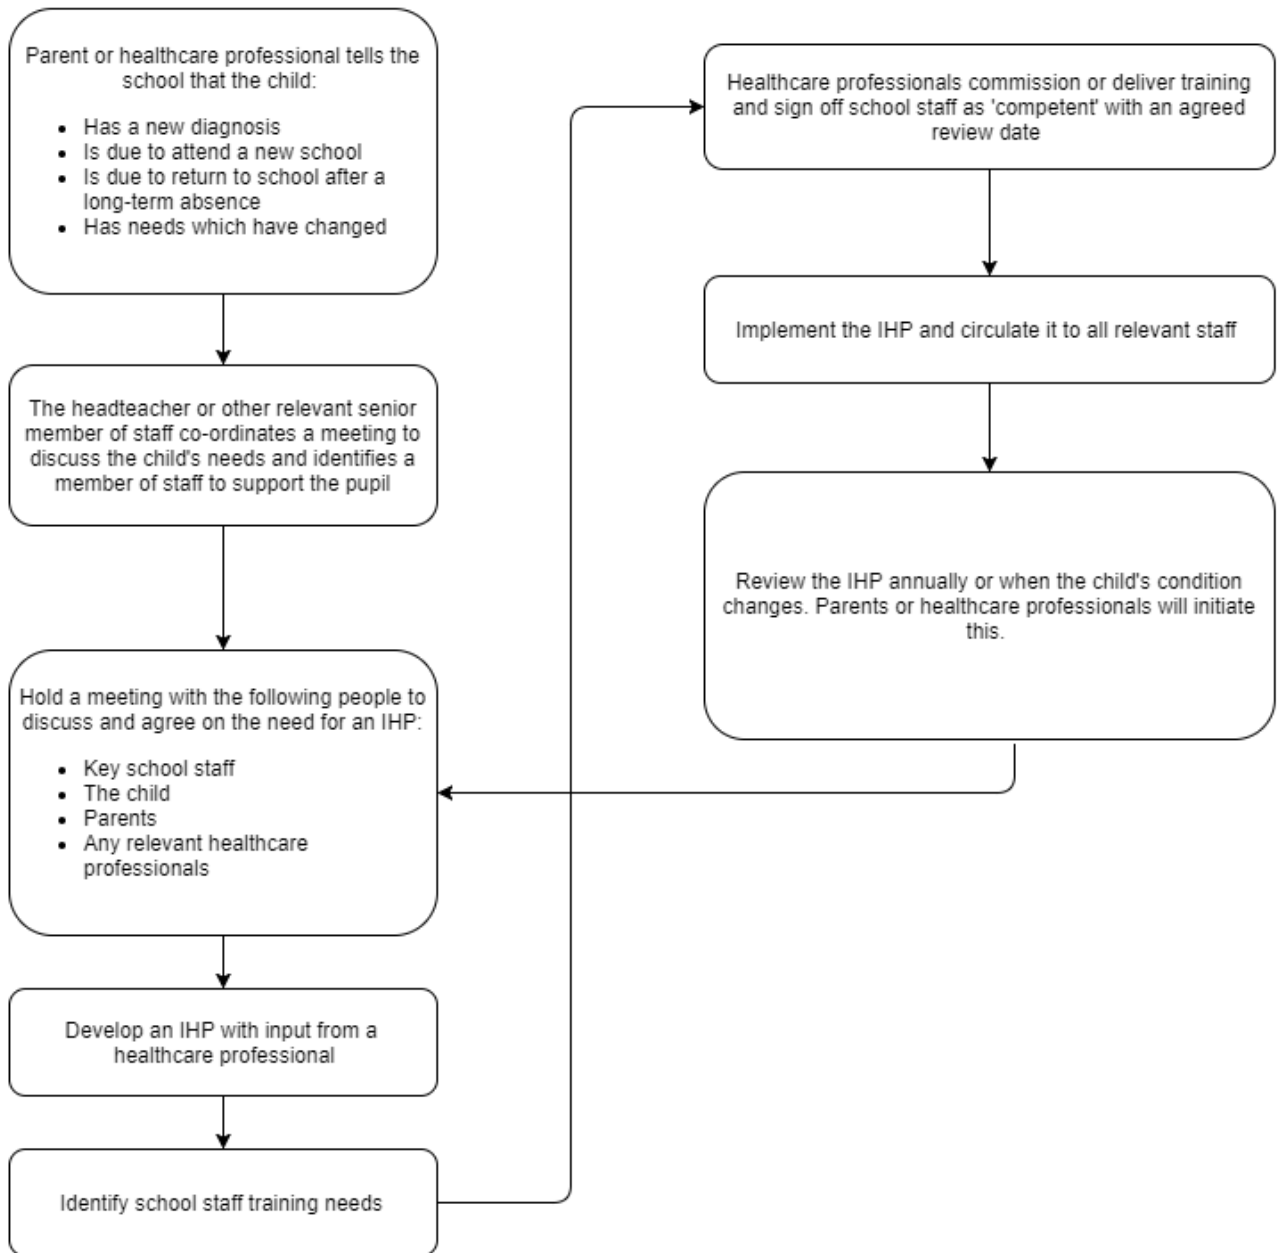 Parent or healthcare professional tells the
school that the child:
• Has a new diagnosis
• Is due to attend a new school
• Is due to return to school after a
long-term absence
• Has needs which have changed
The headteacher or other relevant senior
member of staff co-ordinates a meeting to
discuss the child's needs and identifies a
member of staff to support the pupil
Hold a meeting with the following people to
discuss and agree on the need for an IHP:
• Key school staff
• The child
• Parents
• Any relevant healthcare
professionals
Develop an IHP with input from a
healthcare professional
Identify school staff training needs
Healthcare professionals commission or deliver training
and sign off school staff as 'competent' with an agreed
review date
Implement the IHP and circulate it to all relevant staff
Review the IHP annually or when the child's condition
changes. Parents or healthcare professionals will initiate
this.